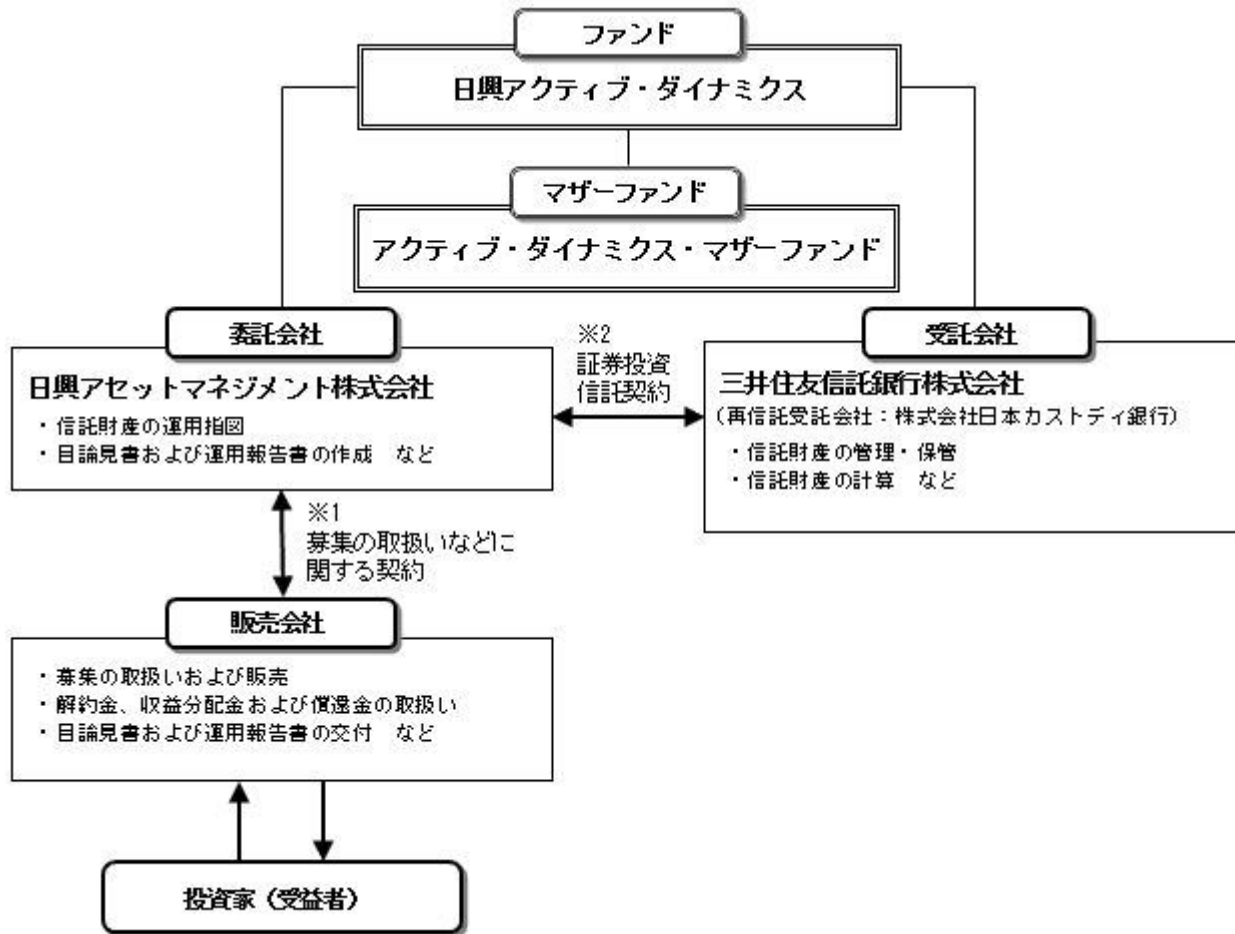 ファンド
日興アクティブ・ダイナミクス
マザーファンド
アクティブ・ダイナミクス・マザーファンド
委託会社
日興アセットマネジメント株式会社
・信託財産の運用指図
・目論見書および運用報告書の作成　など
※2
証券投資
信託契約
受託会社
三井住友信託銀行株式会社
（再信託受託会社：株式会社日本カストディ銀行）
・信託財産の管理・保管
・信託財産の計算　など
※1
募集の取扱いなどに
関する契約
販売会社
・募集の取扱いおよび販売
・解約金、収益分配金および償還金の取扱い
・目論見書および運用報告書の交付　など
投資家（受益者）